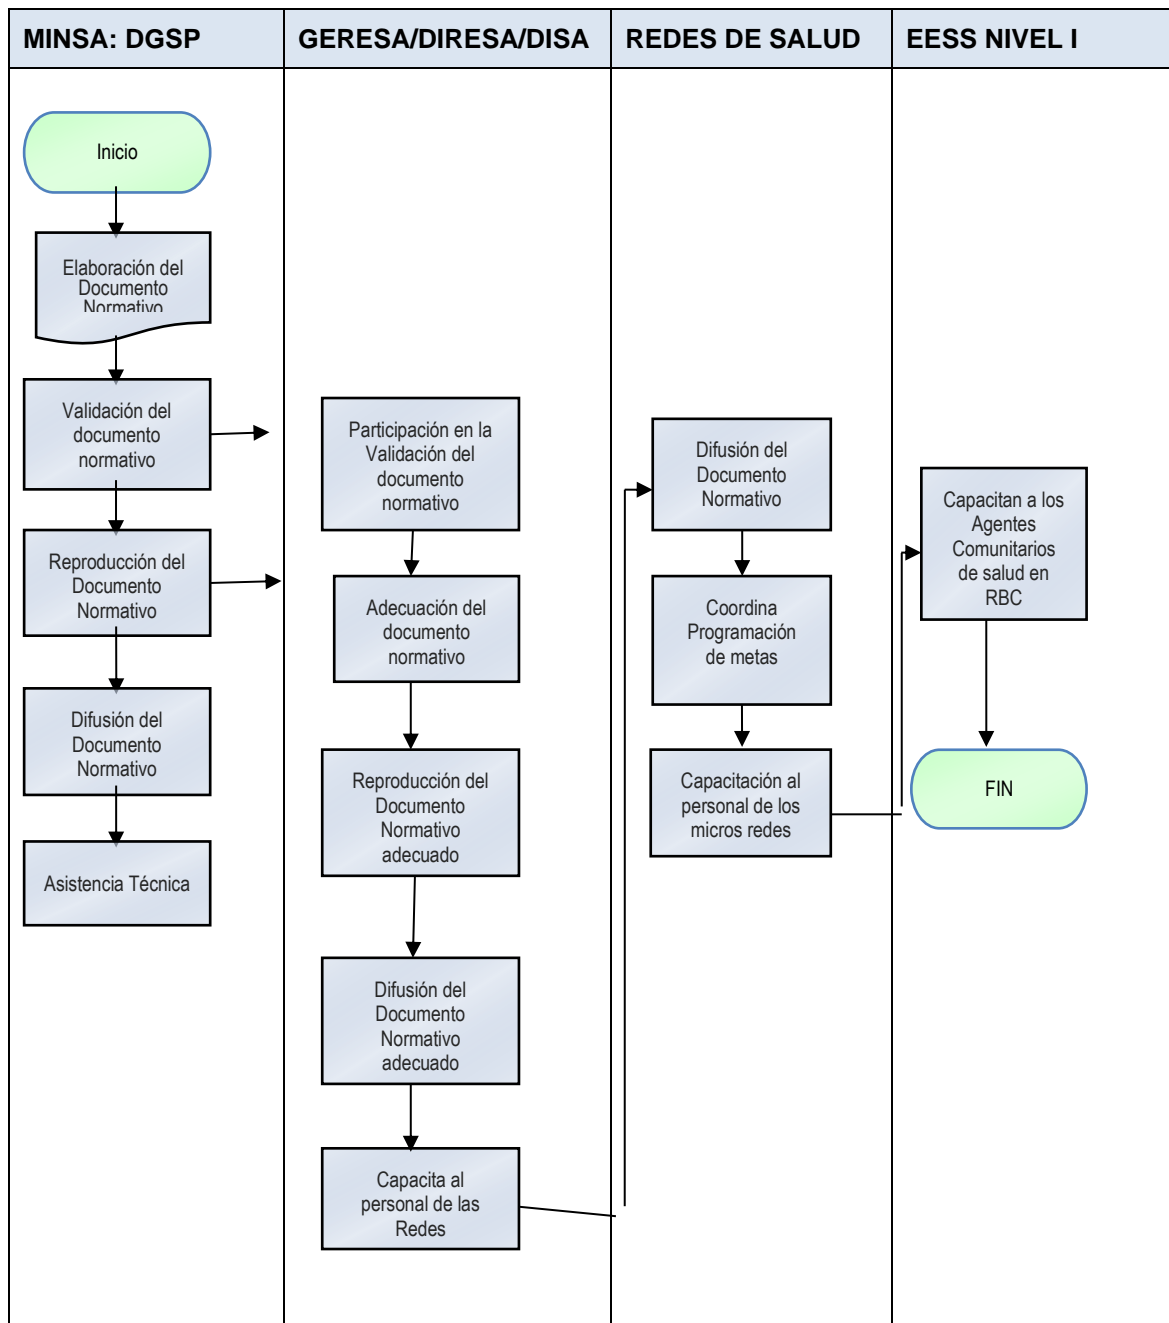 MINSA: DGSP
GERESA/DIRESA/DISA
REDES DE SALUD
EESS NIVEL I
Inicio
Elaboración del
Documento
Normativo
Validación del
documento
normativo
Reproducción del
Documento
Normativo
Difusión del
Documento
Normativo
Asistencia Técnica
Participación en la
Validación del
documento
normativo
Adecuación del
documento
normativo
Reproducción del
Documento
Normativo
adecuado
Difusión del
Documento
Normativo
adecuado
Capacita al
personal de las
Redes
Difusión del
Documento
Normativo
Coordina
Programación
de metas
Capacitación al
personal de los
micros redes
Capacitan a los
Agentes
Comunitarios
de salud en
RBC
FIN